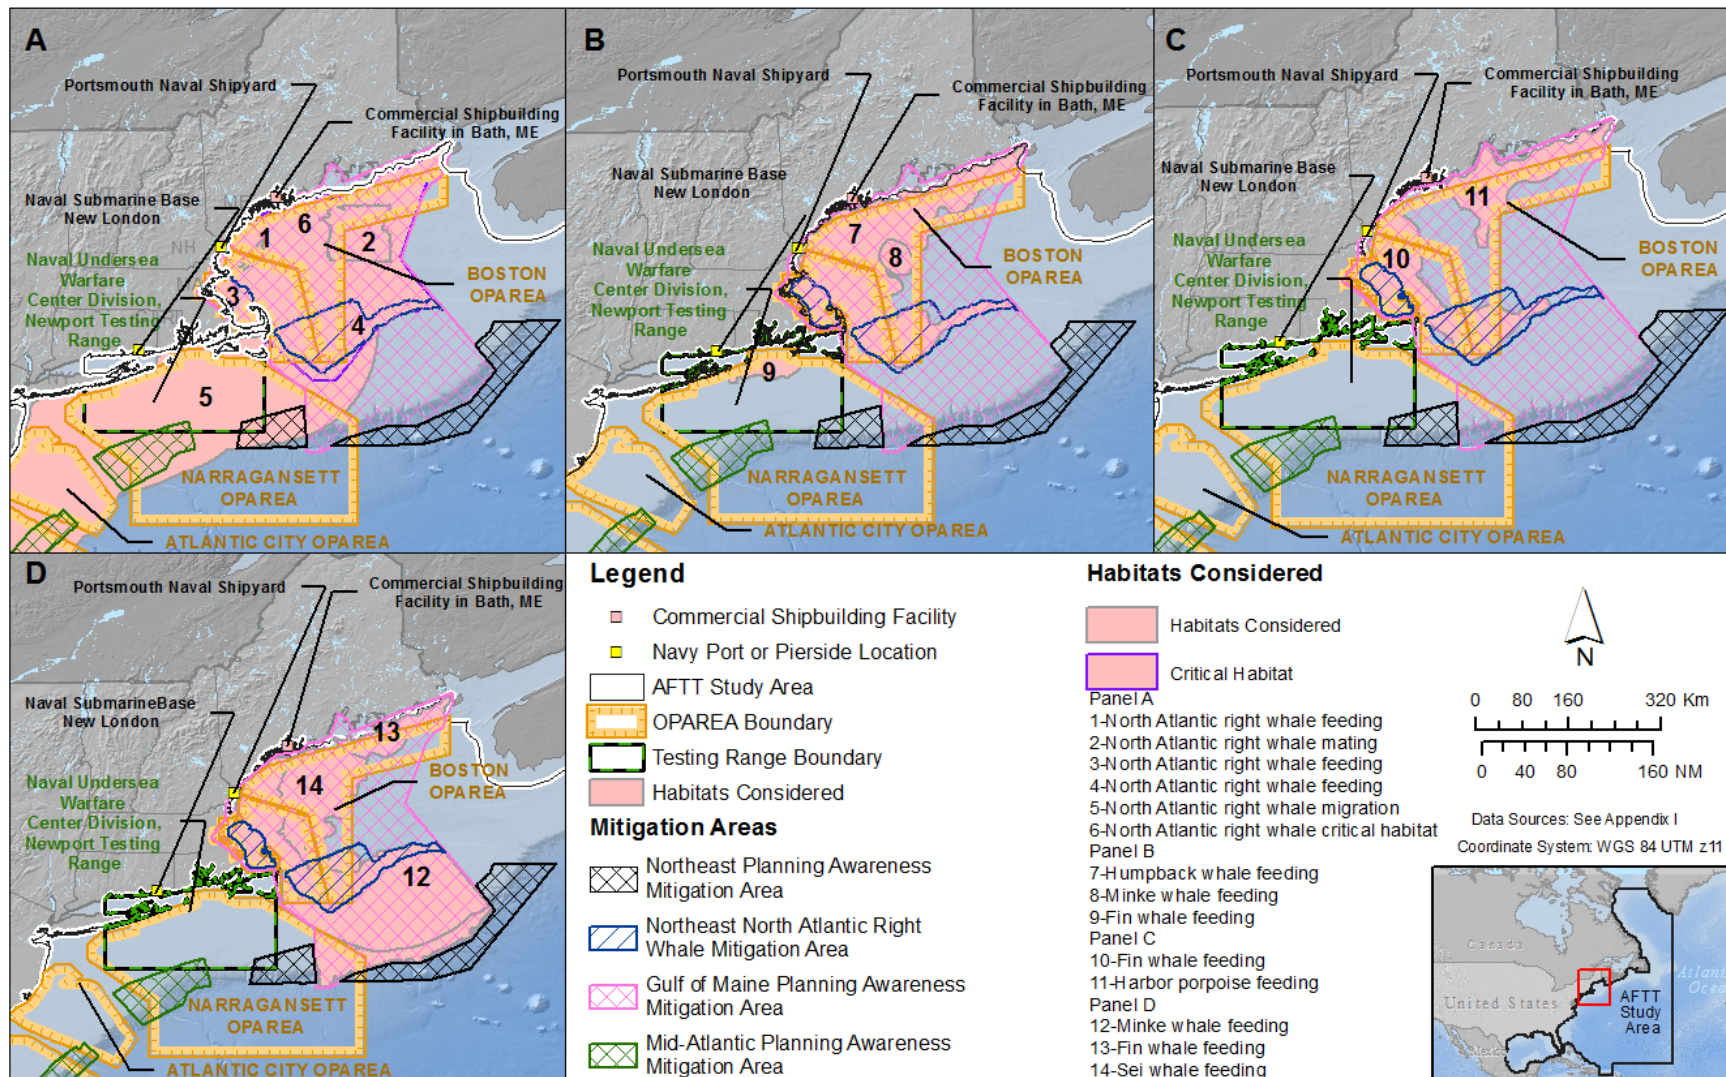 A
Portsmouth Naval Shipyard
Commercial Shipbuilding
Facility in Bath, ME
Naval Submarine Base
New London
NH
Naval Undersea
Warfare
Center Division,
Newport Testing
Range
1
6
2
3
4
5
BOSTON
OPAREA
NARRAGANSETT
OPAREA
ATLANTIC CITY OPAREA
B
Portsmouth Naval Shipyard
Commercial Shipbuilding
Facility in Bath, ME
Naval Submarine Base
New London
Naval Undersea
Warfare
Center Division,
Newport Testing
Range
7
8
9
BOSTON
OPAREA
NARRAGANSETT
OPAREA
ATLANTIC CITY OPAREA
C
Portsmouth Naval Shipyard
Commercial Shipbuilding
Facility in Bath, ME
Naval Submarine Base
New London
Naval Undersea
Warfare
Center Division,
Newport Testing
Range
11
10
BOSTON
OPAREA
NARRAGANSETT
OPAREA
ATLANTIC CITY OPAREA
D
Portsmouth Naval Shipyard
Commercial Shipbuilding
Facility in Bath, ME
Naval SubmarineBase
New London
Naval Undersea
Warfare
Center Division,
Newport Testing
Range
13
14
12
BOSTON
OPAREA
NARRAGANSETT
OPAREA
ATLANTIC CITY OPAREA
Legend
Commercial Shipbuilding Facility
Navy Port or Pierside Location
AFTT Study Area
OPAREA Boundary
Testing Range Boundary
Habitats Considered
Mitigation Areas
Northeast Planning Awareness
Mitigation Area
Northeast North Atlantic Right
Whale Mitigation Area
Gulf of Maine Planning Awareness
Mitigation Area
Mid-Atlantic Planning Awareness
Mitigation Area
Habitats Considered
Habitats Considered
Critical Habitat
Panel A
1-North Atlantic right whale feeding
2-North Atlantic right whale mating
3-North Atlantic right whale feeding
4-North Atlantic right whale feeding
5-North Atlantic right whale migration
6-North Atlantic right whale critical habitat
Panel B
7-Humpback whale feeding
8-Minke whale feeding
9-Fin whale feeding
Panel C
10-Fin whale feeding
11-Harbor porpoise feeding
Panel D
12-Minke whale feeding
13-Fin whale feeding
14-Sei whale feeding
N
0 80 160 320 Km
0 40 80 160 NM
Data Sources: See Appendix I
Coordinate System: WGS 84 UTM z11
Canada
United States
Mexico
Atlantic
Ocean
AFTT
Study
Area